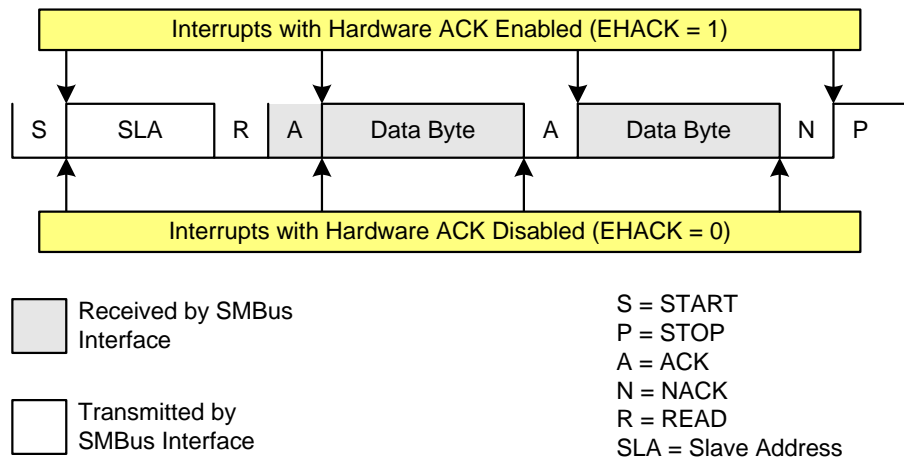 Interrupts with Hardware ACK Enabled (EHACK = 1)
S SLA R A Data Byte A Data Byte N P
Interrupts with Hardware ACK Disabled (EHACK = 0)
Received by SMBus
Interface
Transmitted by
SMBus Interface
S = START
P = STOP
A = ACK
N = NACK
R = READ
SLA = Slave Address